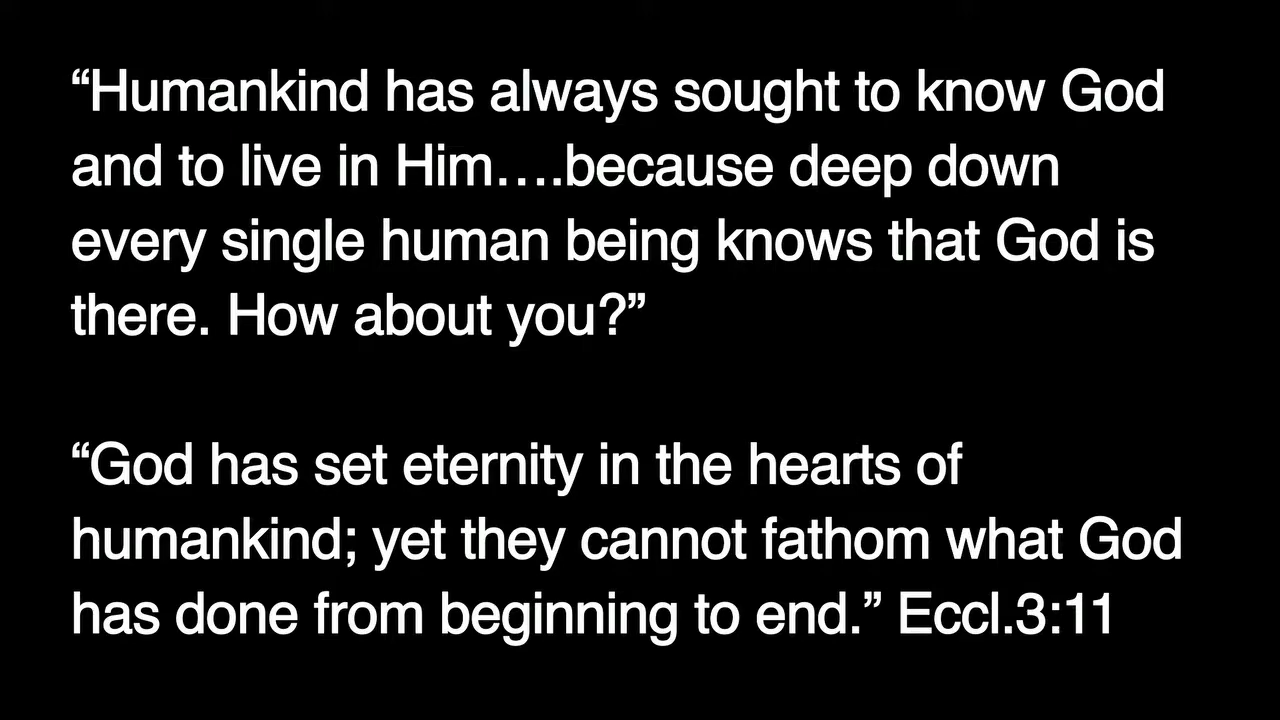 “Humankind has always sought to know God
and to live in Him….because deep down
every single human being knows that God is
there. How about you?”
“God has set eternity in the hearts of
humankind; yet they cannot fathom what God
has done from beginning to end.” Eccl.3:11